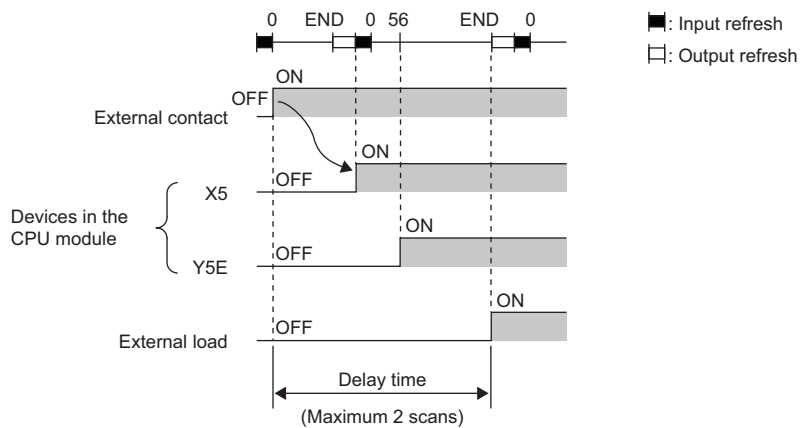 0 END 0 56 END 0
: Input refresh
: Output refresh
ON
OFF
External contact
ON
OFF
X5
Devices in the
CPU module
ON
OFF
Y5E
ON
OFF
External load
Delay time
(Maximum 2 scans)